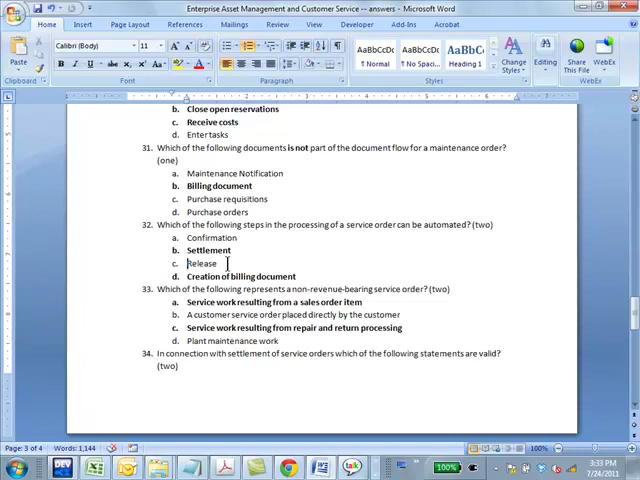 Enterprise Asset Management and Customer Service -- answers - Microsoft Word
Home Insert Page Layout References Mailings Review View Developer Add-Ins Acrobat
Calibri (Body) 11
Paste
AaBbCcDc AaBbCcDc AaBbC
¶ Normal ¶ No Spaci... Heading 1
Change Styles
Editing
Share This File
WebEx
Clipboard Font Paragraph Styles WebEx
b. Close open reservations
c. Receive costs
d. Enter tasks
31. Which of the following documents is not part of the document flow for a maintenance order?
(one)
a. Maintenance Notification
b. Billing document
c. Purchase requisitions
d. Purchase orders
32. Which of the following steps in the processing of a service order can be automated? (two)
a. Confirmation
b. Settlement
c. Release
d. Creation of billing document
33. Which of the following represents a non-revenue-bearing service order? (two)
a. Service work resulting from a sales order item
b. A customer service order placed directly by the customer
c. Service work resulting from repair and return processing
d. Plant maintenance work
34. In connection with settlement of service orders which of the following statements are valid?
(two)
Page: 3 of 4 Words: 1,144 100%
DEV talk 100% 3:33 PM
7/24/2011